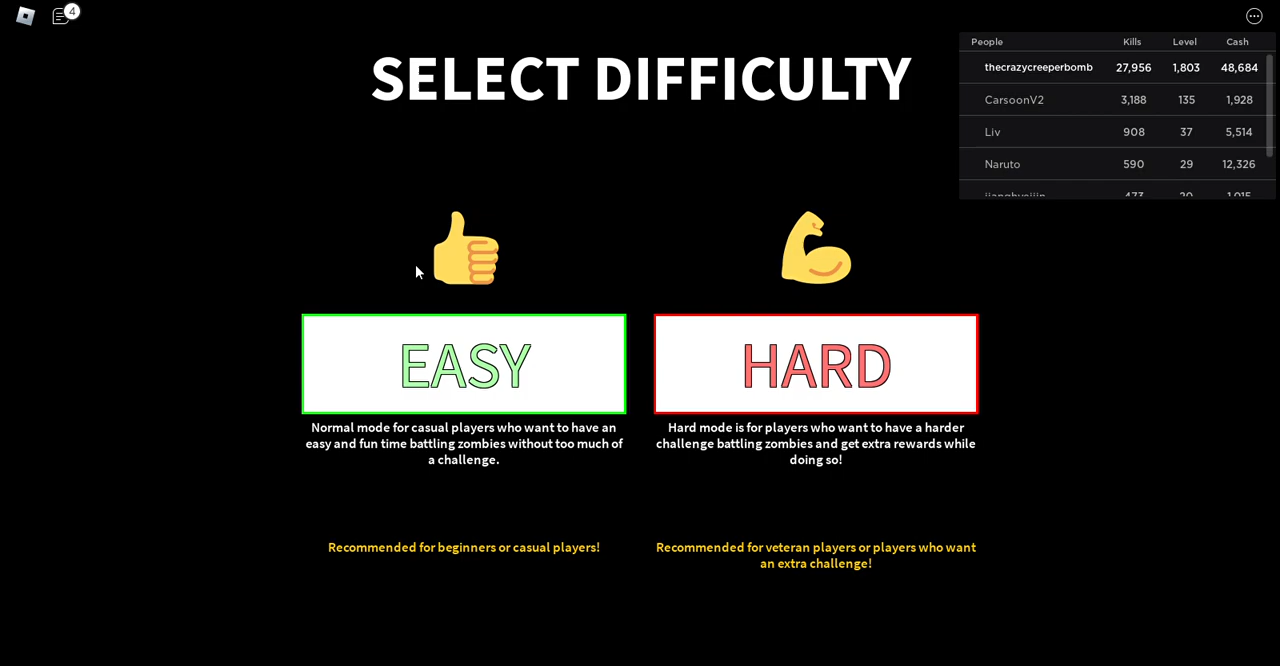 4
SELECT DIFFICULTY
People Kills Level Cash
thecrazycreeperbomb 27,956 1,803 48,684
CarsoonV2 3,188 135 1,928
Liv 908 37 5,514
Naruto 590 29 12,326
EASY
Normal mode for casual players who want to have an
easy and fun time battling zombies without too much of
a challenge.
Recommended for beginners or casual players!
HARD
Hard mode is for players who want to have a harder
challenge battling zombies and get extra rewards while
doing so!
Recommended for veteran players or players who want
an extra challenge!